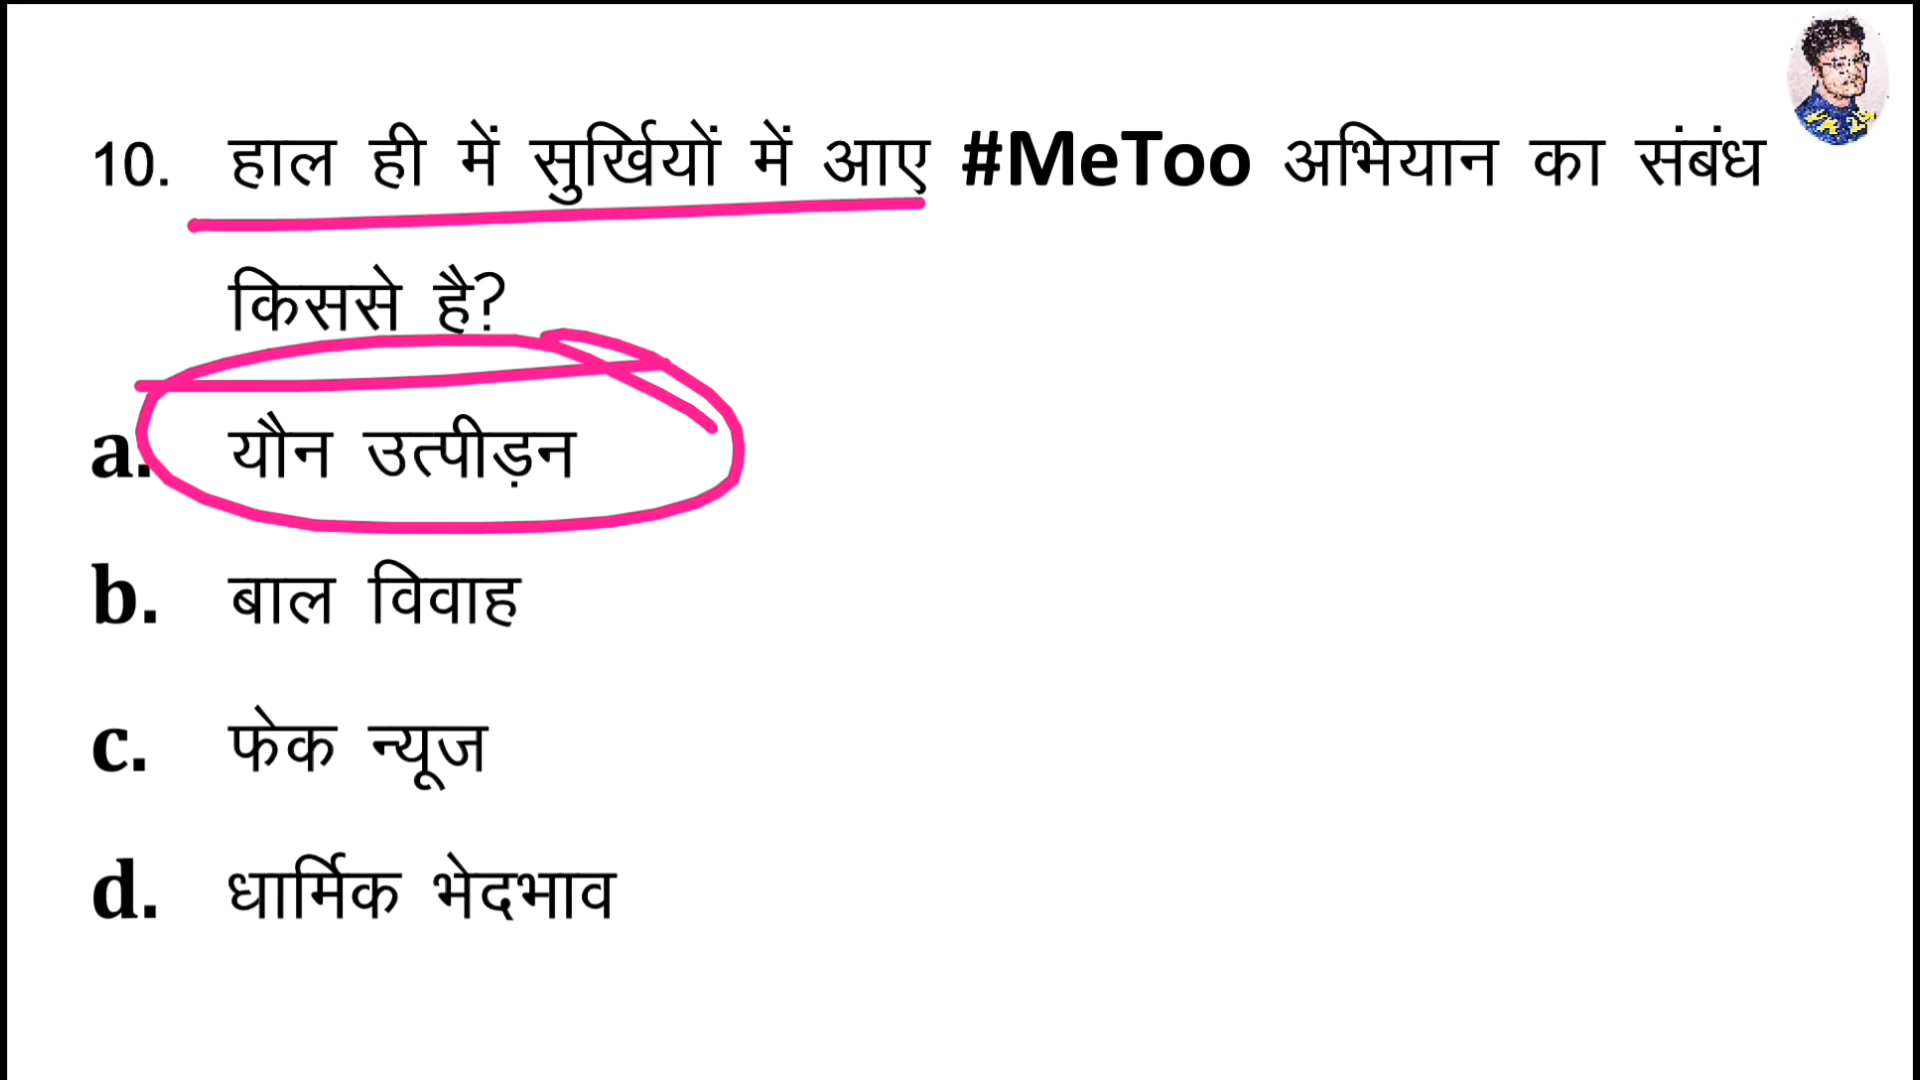 10. हाल ही में सुर्खियों में आए #MeToo अभियान का संबंध
किससे है?
a. यौन उत्पीड़न
b. बाल विवाह
c. फेक न्यूज
d. धार्मिक भेदभाव